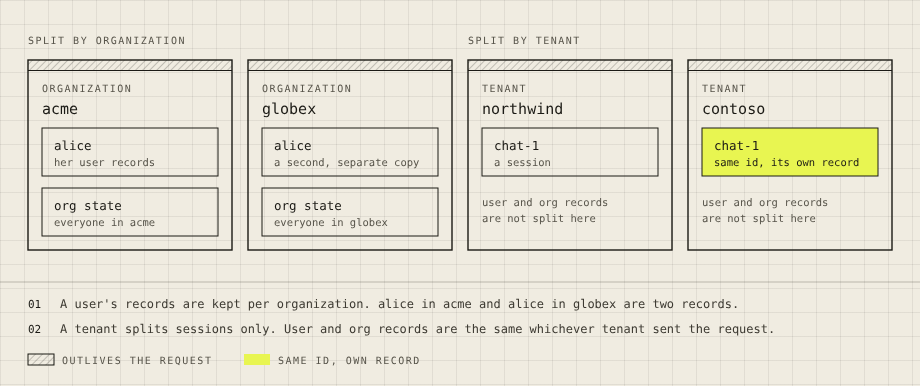 SPLIT BY ORGANIZATION
SPLIT BY TENANT
ORGANIZATION
acme
alice
her user records
org state
everyone in acme
ORGANIZATION
globex
alice
a second, separate copy
org state
everyone in globex
TENANT
northwind
chat-1
a session
user and org records
are not split here
TENANT
contoso
chat-1
same id, its own record
user and org records
are not split here
01 A user's records are kept per organization. alice in acme and alice in globex are two records.
02 A tenant splits sessions only. User and org records are the same whichever tenant sent the request.
OUTLIVES THE REQUEST
SAME ID, OWN RECORD